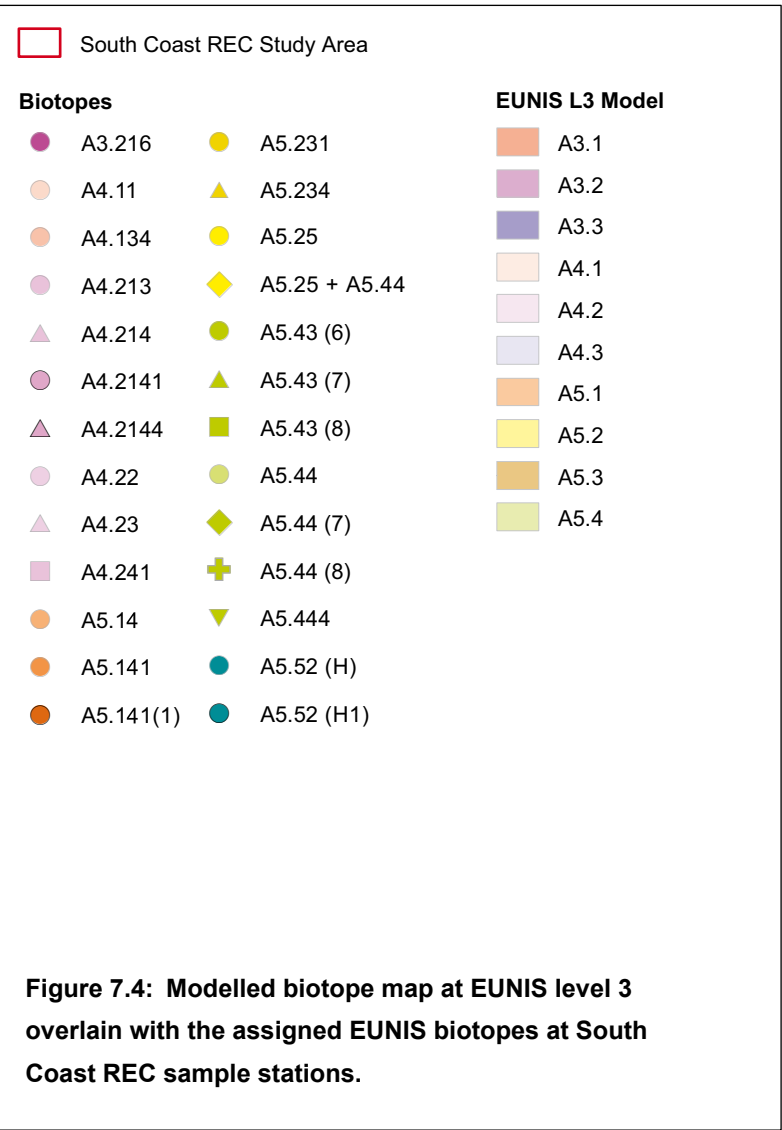 South Coast REC Study Area
Biotopes
A3.216
A4.11
A4.134
A4.213
A4.214
A4.2141
A4.2144
A4.22
A4.23
A4.241
A5.14
A5.141
A5.141(1)
A5.231
A5.234
A5.25
A5.25 + A5.44
A5.43 (6)
A5.43 (7)
A5.43 (8)
A5.44
A5.44 (7)
A5.44 (8)
A5.444
A5.52 (H)
A5.52 (H1)
EUNIS L3 Model
A3.1
A3.2
A3.3
A4.1
A4.2
A4.3
A5.1
A5.2
A5.3
A5.4
Figure 7.4: Modelled biotope map at EUNIS level 3
overlain with the assigned EUNIS biotopes at South
Coast REC sample stations.